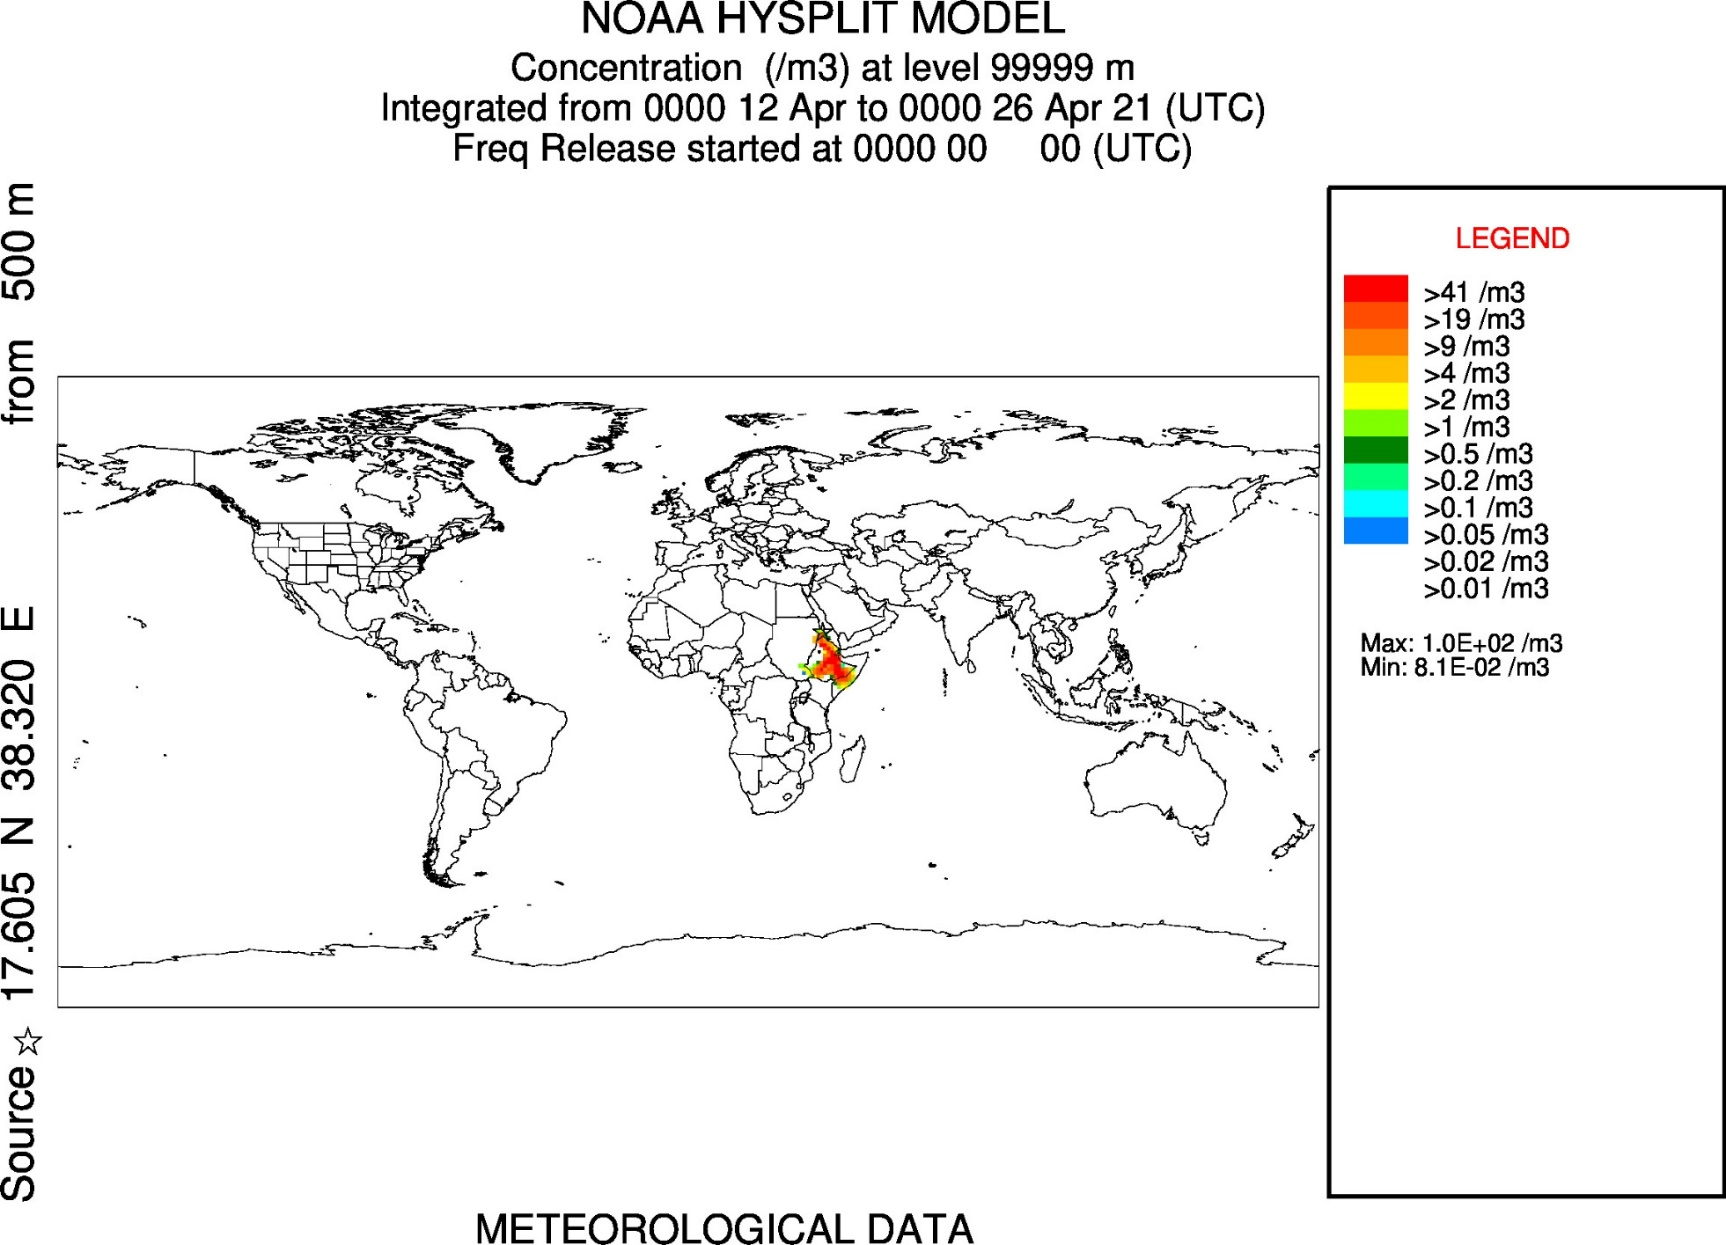 NOAA HYSPLIT MODEL
Concentration (/m3) at level 99999 m
Integrated from 0000 12 Apr to 0000 26 Apr 21 (UTC)
Freq Release started at 0000 00 00 (UTC)
Source ☆ 17.605 N 38.320 E from 500 m
LEGEND
>41 /m3
>19 /m3
>9 /m3
>4 /m3
>2 /m3
>1 /m3
>0.5 /m3
>0.2 /m3
>0.1 /m3
>0.05 /m3
>0.02 /m3
>0.01 /m3
Max: 1.0E+02 /m3
Min: 8.1E-02 /m3
METEOROLOGICAL DATA